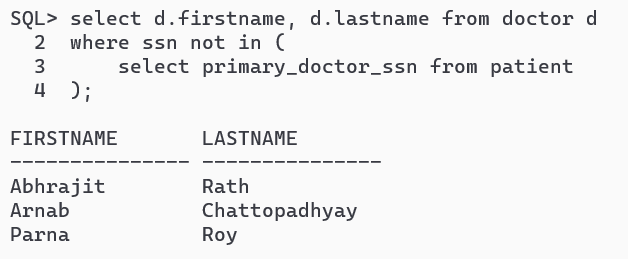 SQL> select d.firstname, d.lastname from doctor d
  2  where ssn not in (
  3      select primary_doctor_ssn from patient
  4  );

FIRSTNAME       LASTNAME
--------------- ---------------
Abhrajit        Rath
Arnab           Chattopadhyay
Parna           Roy